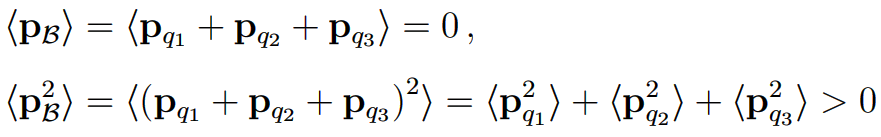 ⟨𝐩_ℬ⟩ = ⟨𝐩_{q₁} + 𝐩_{q₂} + 𝐩_{q₃}⟩ = 0 ,
⟨𝐩²_ℬ⟩ = ⟨(𝐩_{q₁} + 𝐩_{q₂} + 𝐩_{q₃})²⟩ = ⟨𝐩²_{q₁}⟩ + ⟨𝐩²_{q₂}⟩ + ⟨𝐩²_{q₃}⟩ > 0